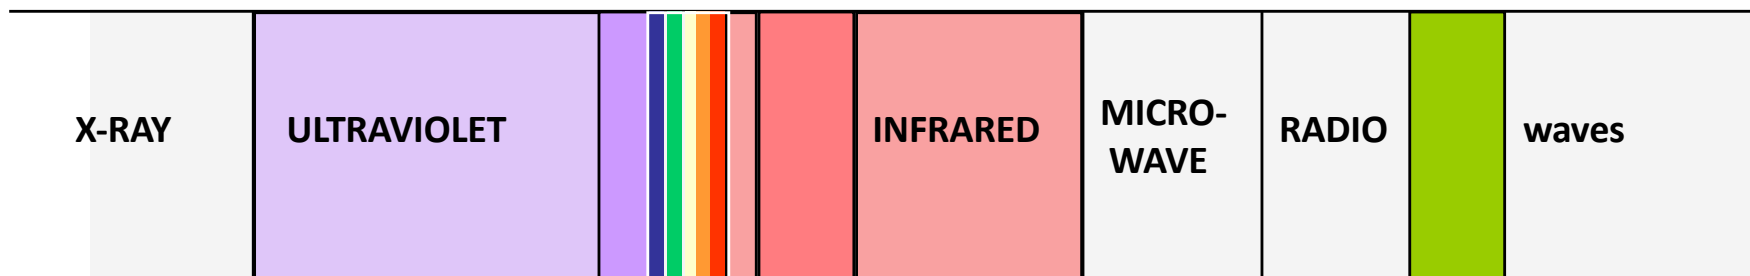 X-RAY
ULTRAVIOLET
INFRARED
MICRO-
WAVE
RADIO
waves